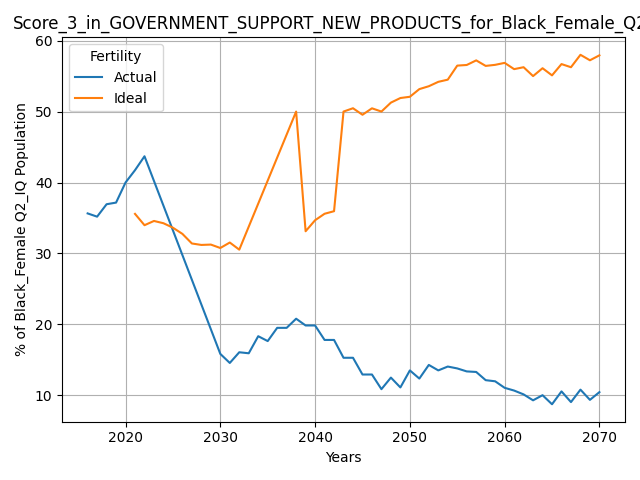 Score_3_in_GOVERNMENT_SUPPORT_NEW_PRODUCTS_for_Black_Female_Q2
Fertility
Actual
Ideal
% of Black_Female Q2_IQ Population
60
50
40
30
20
10
2020 2030 2040 2050 2060 2070
Years